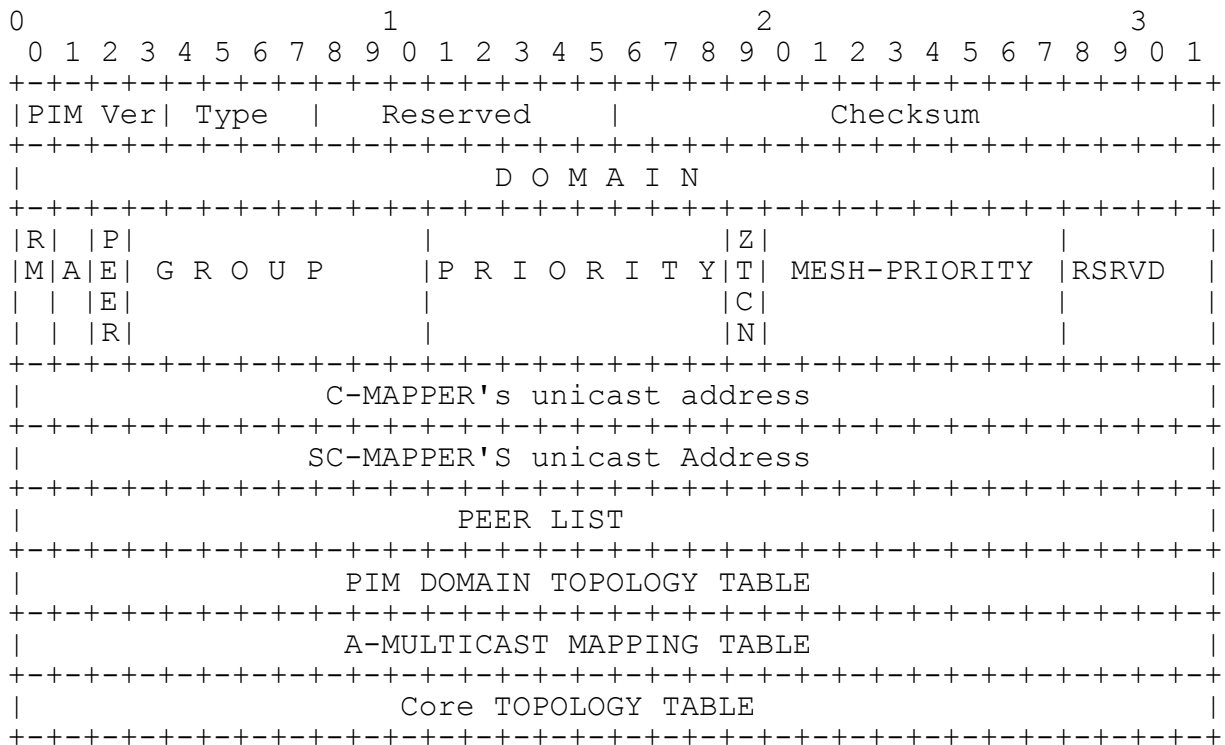 0                   1                   2                   3
 0 1 2 3 4 5 6 7 8 9 0 1 2 3 4 5 6 7 8 9 0 1 2 3 4 5 6 7 8 9 0 1
+-+-+-+-+-+-+-+-+-+-+-+-+-+-+-+-+-+-+-+-+-+-+-+-+-+-+-+-+-+-+-+-+
|PIM Ver| Type  |   Reserved    |           Checksum            |
+-+-+-+-+-+-+-+-+-+-+-+-+-+-+-+-+-+-+-+-+-+-+-+-+-+-+-+-+-+-+-+-+
|                         D O M A I N                           |
+-+-+-+-+-+-+-+-+-+-+-+-+-+-+-+-+-+-+-+-+-+-+-+-+-+-+-+-+-+-+-+-+
|R| |P|               |               |Z|               |       |
|M|A|E| G R O U P     |P R I O R I T Y|T| MESH-PRIORITY |RSRVD  |
| | |E|               |               |C|               |       |
| | |R|               |               |N|               |       |
+-+-+-+-+-+-+-+-+-+-+-+-+-+-+-+-+-+-+-+-+-+-+-+-+-+-+-+-+-+-+-+-+
|                C-MAPPER's unicast address                     |
+-+-+-+-+-+-+-+-+-+-+-+-+-+-+-+-+-+-+-+-+-+-+-+-+-+-+-+-+-+-+-+-+
|               SC-MAPPER'S unicast Address                     |
+-+-+-+-+-+-+-+-+-+-+-+-+-+-+-+-+-+-+-+-+-+-+-+-+-+-+-+-+-+-+-+-+
|                       PEER LIST                               |
+-+-+-+-+-+-+-+-+-+-+-+-+-+-+-+-+-+-+-+-+-+-+-+-+-+-+-+-+-+-+-+-+
|                 PIM DOMAIN TOPOLOGY TABLE                     |
+-+-+-+-+-+-+-+-+-+-+-+-+-+-+-+-+-+-+-+-+-+-+-+-+-+-+-+-+-+-+-+-+
|                 A-MULTICAST MAPPING TABLE                     |
+-+-+-+-+-+-+-+-+-+-+-+-+-+-+-+-+-+-+-+-+-+-+-+-+-+-+-+-+-+-+-+-+
|                    Core TOPOLOGY TABLE                        |
+-+-+-+-+-+-+-+-+-+-+-+-+-+-+-+-+-+-+-+-+-+-+-+-+-+-+-+-+-+-+-+-+